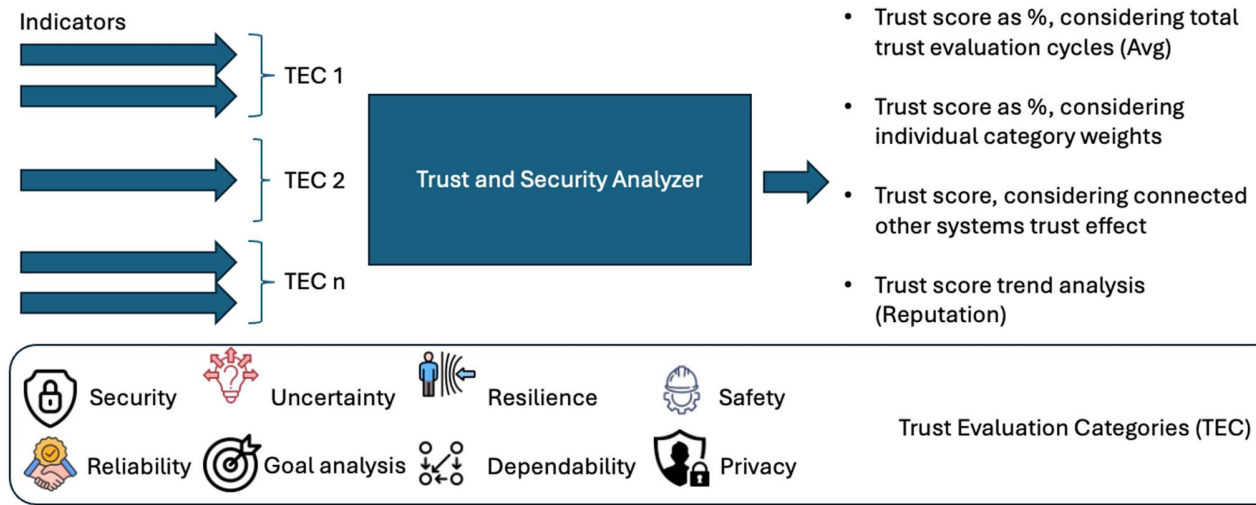 Indicators
TEC 1
TEC 2
TEC n
Trust and Security Analyzer
• Trust score as %, considering total
trust evaluation cycles (Avg)
• Trust score as %, considering
individual category weights
• Trust score, considering connected
other systems trust effect
• Trust score trend analysis
(Reputation)
Security
Uncertainty
Resilience
Safety
Reliability
Goal analysis
Dependability
Privacy
Trust Evaluation Categories (TEC)